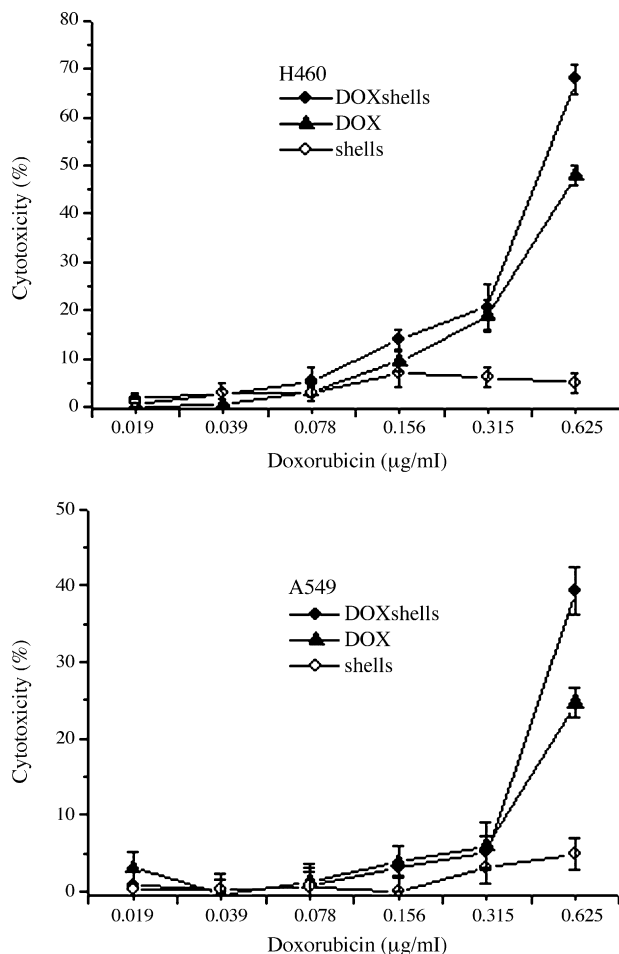 80
70
60
50
40
30
20
10
0
Cytotoxicity (%)
H460
DOXshells
DOX
shells
0.019 0.039 0.078 0.156 0.315 0.625
Doxorubicin (μg/ml)
50
40
30
20
10
0
Cytotoxicity (%)
A549
DOXshells
DOX
shells
0.019 0.039 0.078 0.156 0.315 0.625
Doxorubicin (μg/ml)